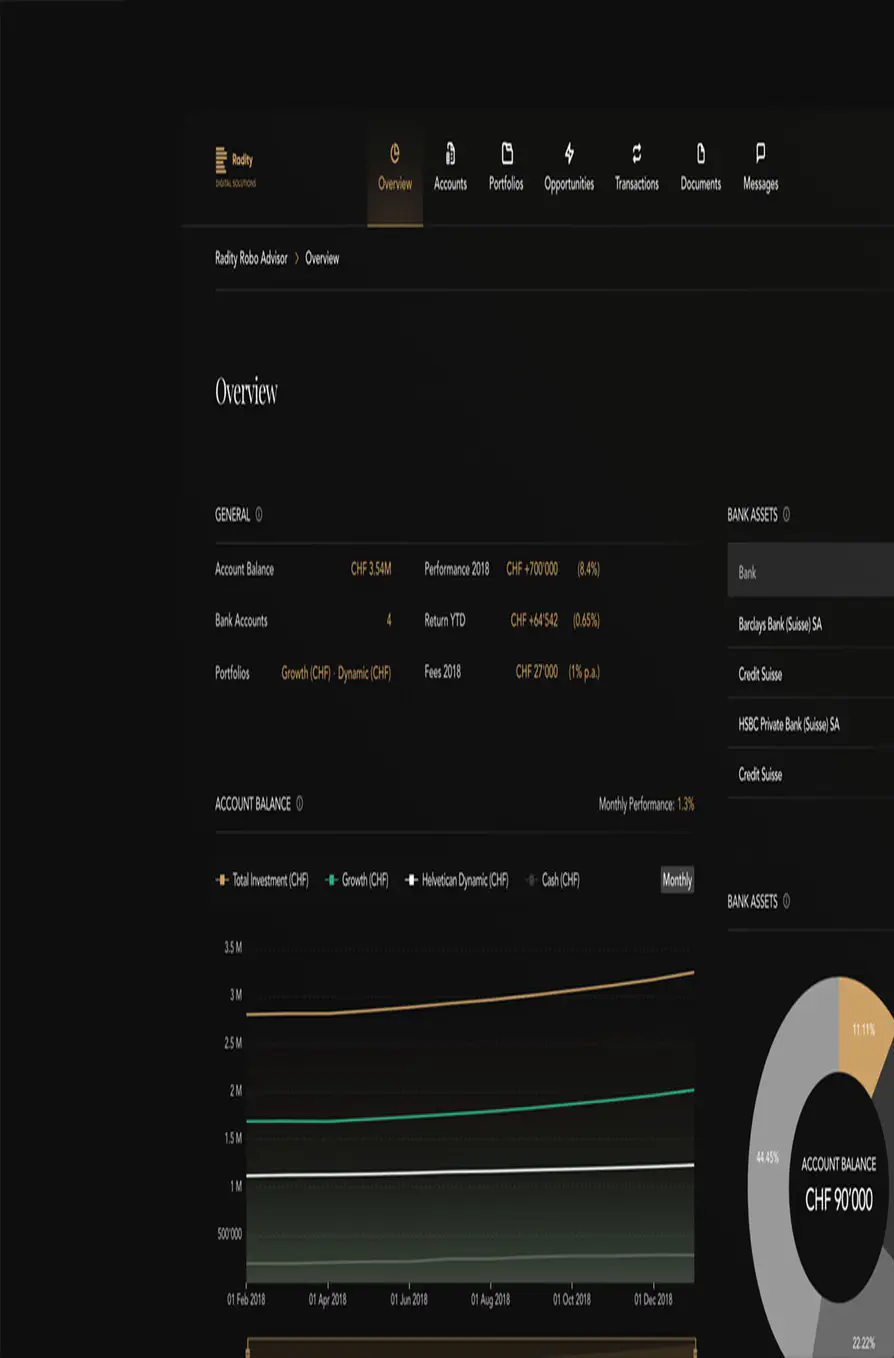 Radity
DIGITAL SOLUTIONS
Overview
Accounts
Portfolios
Opportunities
Transactions
Documents
Messages
Radity Robo Advisor > Overview
Overview
GENERAL
Account Balance CHF 3.54M
Performance 2018 CHF +700'000 (8.4%)
Bank Accounts 4
Return YTD CHF +64'542 (0.65%)
Portfolios Growth (CHF) · Dynamic (CHF)
Fees 2018 CHF 27'000 (1% p.a.)
BANK ASSETS
Bank
Barclays Bank (Suisse) SA
Credit Suisse
HSBC Private Bank (Suisse) SA
Credit Suisse
ACCOUNT BALANCE
Monthly Performance: 1.3%
Total Investment (CHF)
Growth (CHF)
Helvetican Dynamic (CHF)
Cash (CHF)
Monthly
3.5 M
3 M
2.5 M
2 M
1.5 M
1 M
500'000
01 Feb 2018
01 Apr 2018
01 Jun 2018
01 Aug 2018
01 Oct 2018
01 Dec 2018
BANK ASSETS
11.11%
44.45%
ACCOUNT BALANCE
CHF 90'000
22.22%